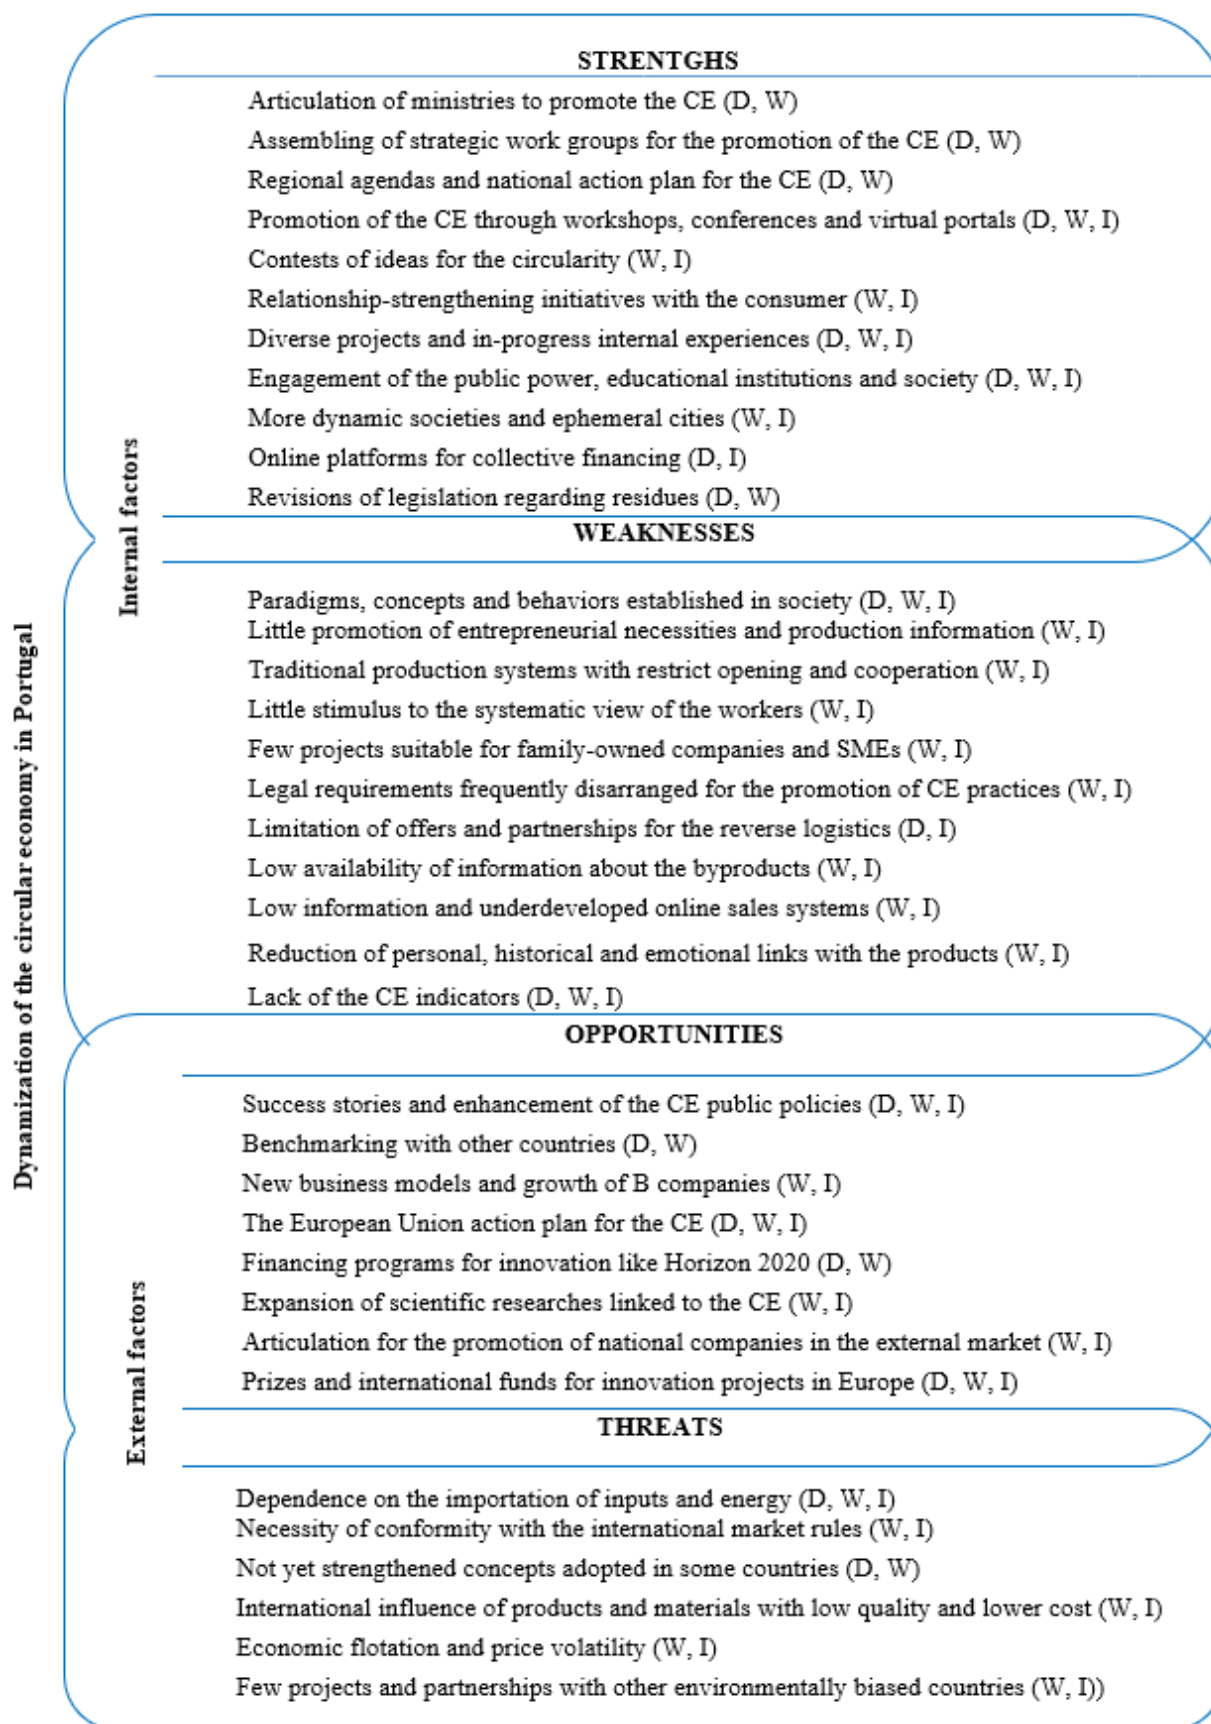 STRENTGHS
Articulation of ministries to promote the CE (D, W)
Assembling of strategic work groups for the promotion of the CE (D, W)
Regional agendas and national action plan for the CE (D, W)
Promotion of the CE through workshops, conferences and virtual portals (D, W, I)
Contests of ideas for the circularity (W, I)
Relationship-strengthening initiatives with the consumer (W, I)
Diverse projects and in-progress internal experiences (D, W, I)
Engagement of the public power, educational institutions and society (D, W, I)
More dynamic societies and ephemeral cities (W, I)
Online platforms for collective financing (D, I)
Revisions of legislation regarding residues (D, W)
Internal factors
WEAKNESSES
Paradigms, concepts and behaviors established in society (D, W, I)
Little promotion of entrepreneurial necessities and production information (W, I)
Traditional production systems with restrict opening and cooperation (W, I)
Little stimulus to the systematic view of the workers (W, I)
Few projects suitable for family-owned companies and SMEs (W, I)
Legal requirements frequently disarranged for the promotion of CE practices (W, I)
Limitation of offers and partnerships for the reverse logistics (D, I)
Low availability of information about the byproducts (W, I)
Low information and underdeveloped online sales systems (W, I)
Reduction of personal, historical and emotional links with the products (W, I)
Lack of the CE indicators (D, W, I)
Dynamization of the circular economy in Portugal
OPPORTUNITIES
Success stories and enhancement of the CE public policies (D, W, I)
Benchmarking with other countries (D, W)
New business models and growth of B companies (W, I)
The European Union action plan for the CE (D, W, I)
Financing programs for innovation like Horizon 2020 (D, W)
Expansion of scientific researches linked to the CE (W, I)
Articulation for the promotion of national companies in the external market (W, I)
Prizes and international funds for innovation projects in Europe (D, W, I)
External factors
THREATS
Dependence on the importation of inputs and energy (D, W, I)
Necessity of conformity with the international market rules (W, I)
Not yet strengthened concepts adopted in some countries (D, W)
International influence of products and materials with low quality and lower cost (W, I)
Economic flotation and price volatility (W, I)
Few projects and partnerships with other environmentally biased countries (W, I))